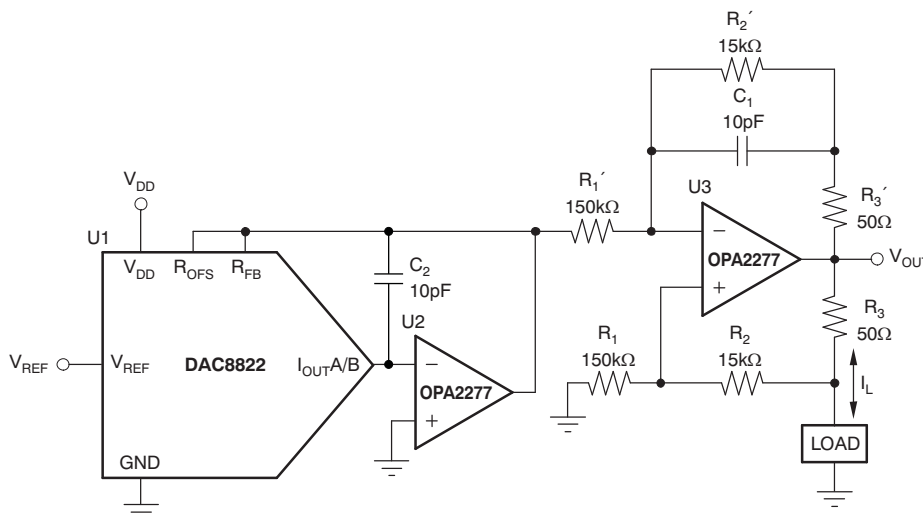 R2′
15kΩ
C1
10pF
VDD
R1′
150kΩ
U3
R3′
50Ω
U1
VDD
ROFS
RFB
C2
10pF
−
OPA2277
+
VOUT
U2
R3
50Ω
VREF
VREF
DAC8822
IOUTA/B
−
OPA2277
+
R1
150kΩ
R2
15kΩ
IL
LOAD
GND